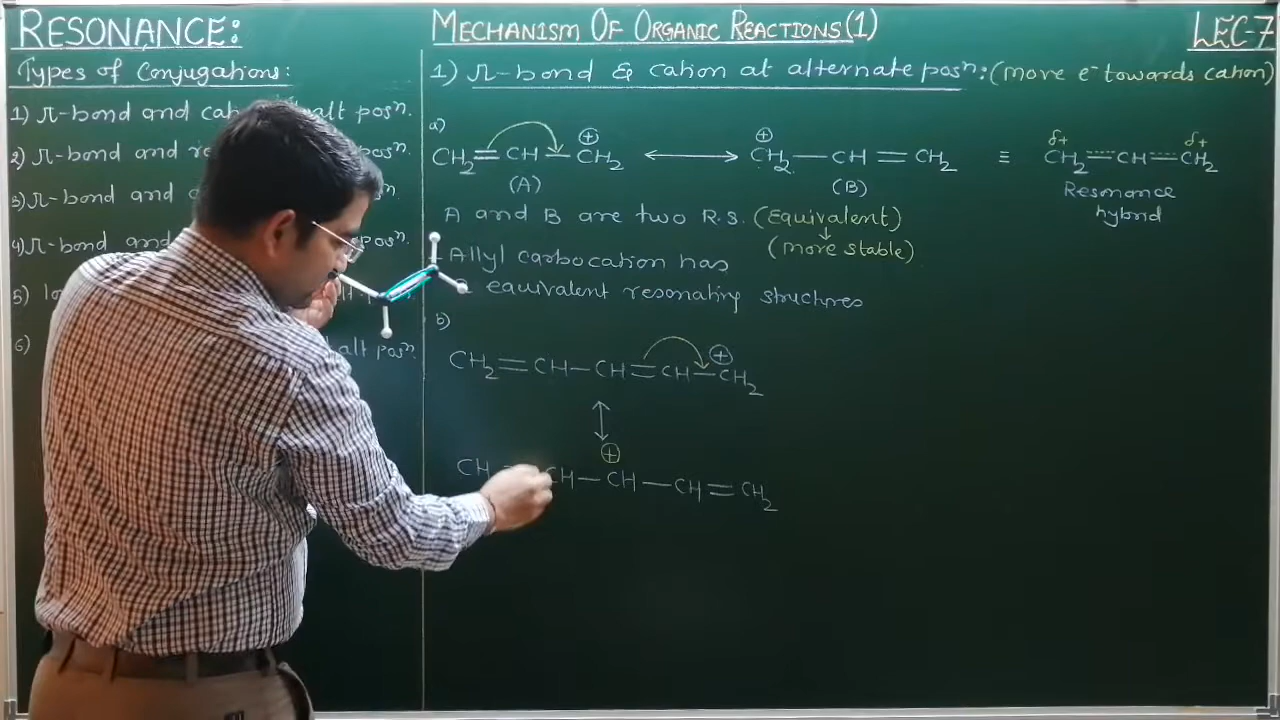 RESONANCE:
MECHANISM OF ORGANIC REACTIONS(1)
LEC-7
Types of Conjugations:
1) π-bond and alt posⁿ.
2) π-bond and posⁿ.
3) π-bond and
4) π-bond and posⁿ.
5)
6) alt posⁿ.
1) π-bond & cation at alternate posⁿ: (move e⁻ towards cation)
a)
CH₂=CH–CH₂⊕ ⟷ ⊕CH₂–CH=CH₂ ≡ δ+CH₂⚌CH⚌CH₂δ+
(A) (B) Resonance
hybrid
A and B are two R.S. (Equivalent)
↓
(more stable)
Allyl carbocation has
equivalent resonating structures
b)
CH₂=CH–CH=CH–CH₂⊕
↕
⊕
CH CH–CH–CH=CH₂